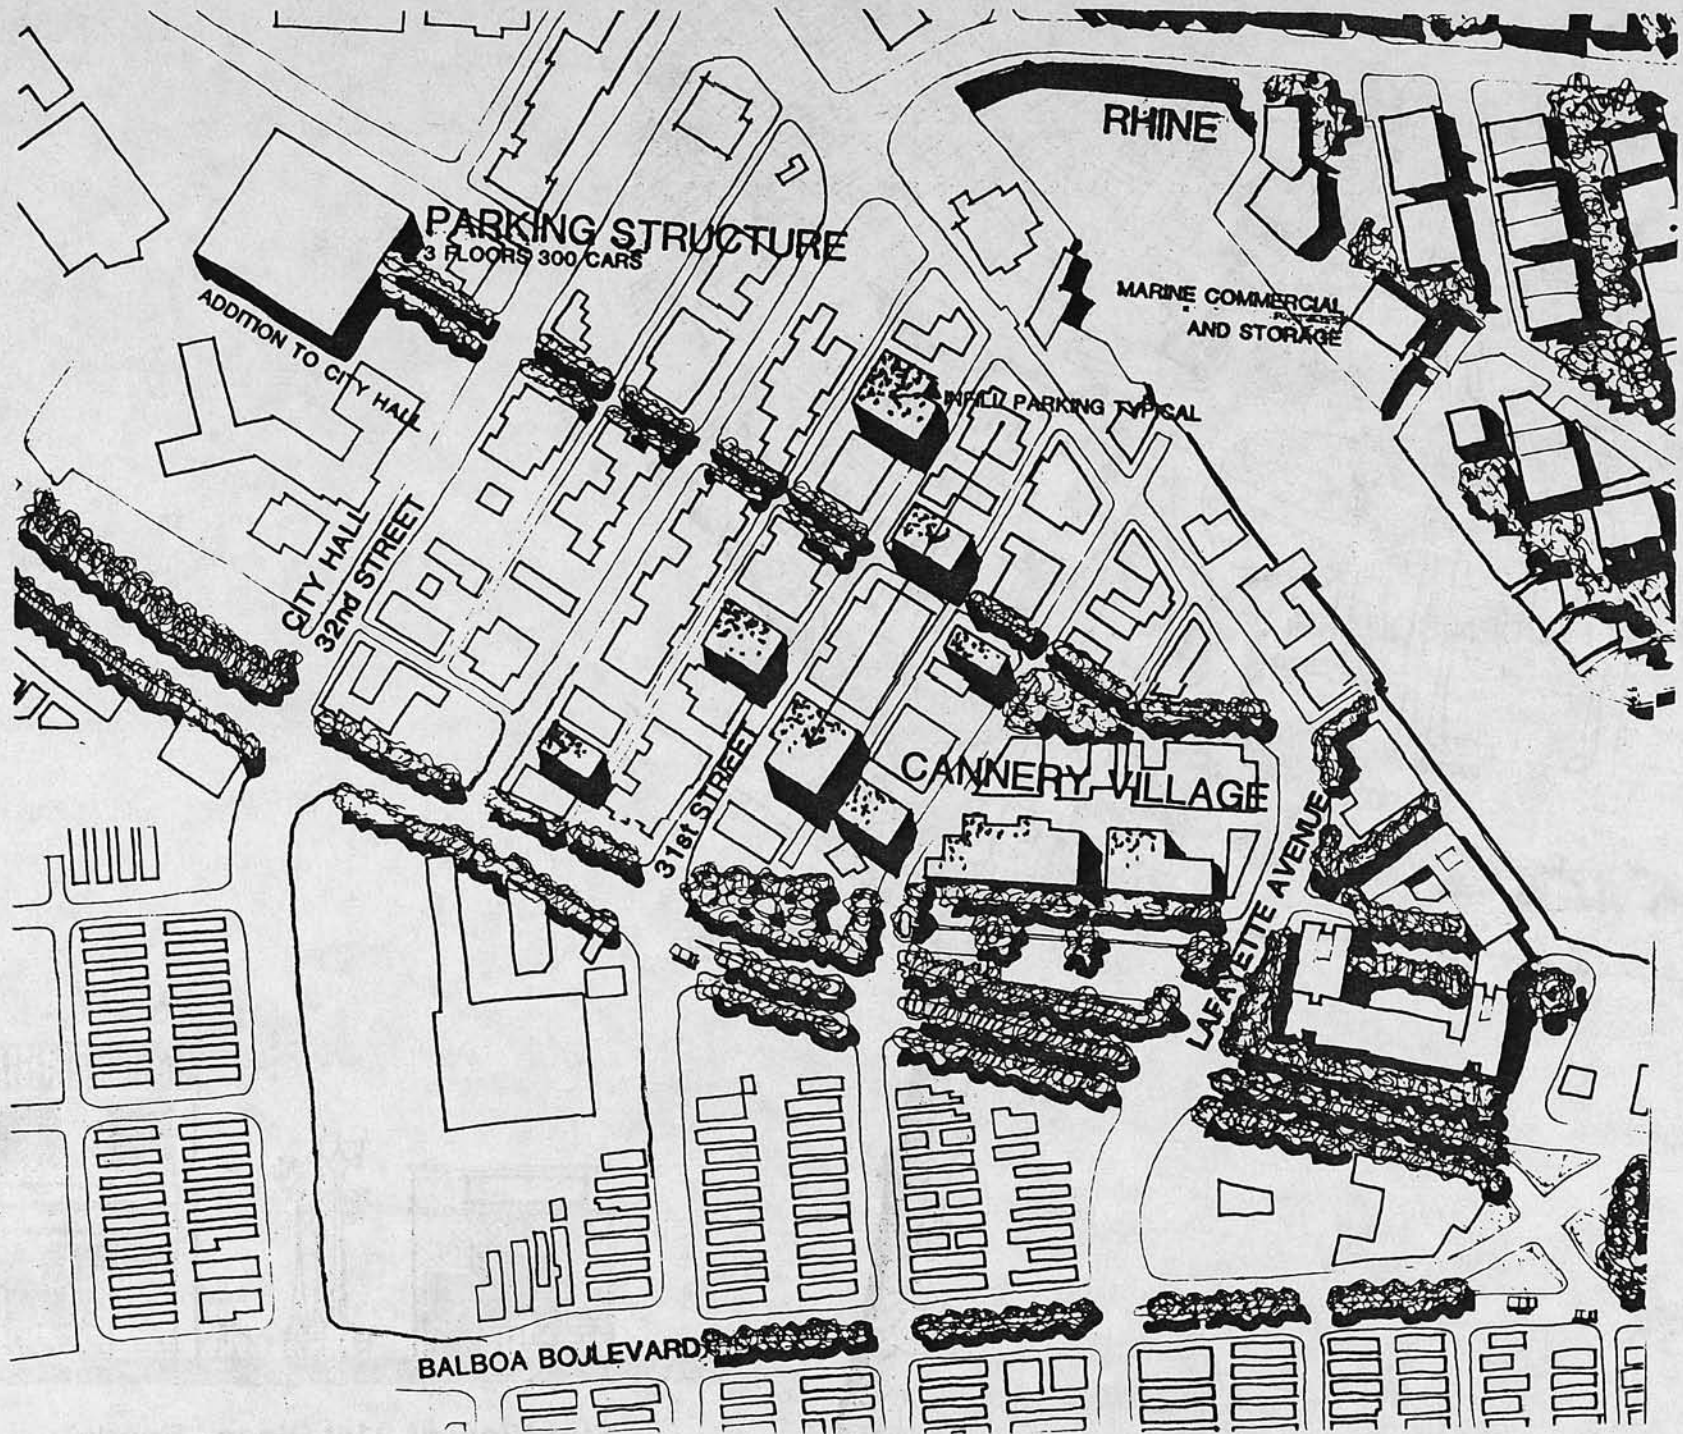 RHINE
PARKING STRUCTURE
3 FLOORS 300 CARS
ADDITION TO CITY HALL
MARINE COMMERCIAL
AND STORAGE
INFILL PARKING TYPICAL
CITY HALL
32nd STREET
31st STREET
CANNERY VILLAGE
LAFAYETTE AVENUE
BALBOA BOULEVARD